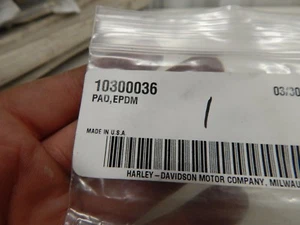 10300036 03/30
PAD,EPDM
1
MADE IN U.S.A.
HARLEY-DAVIDSON MOTOR COMPANY, MILWAU